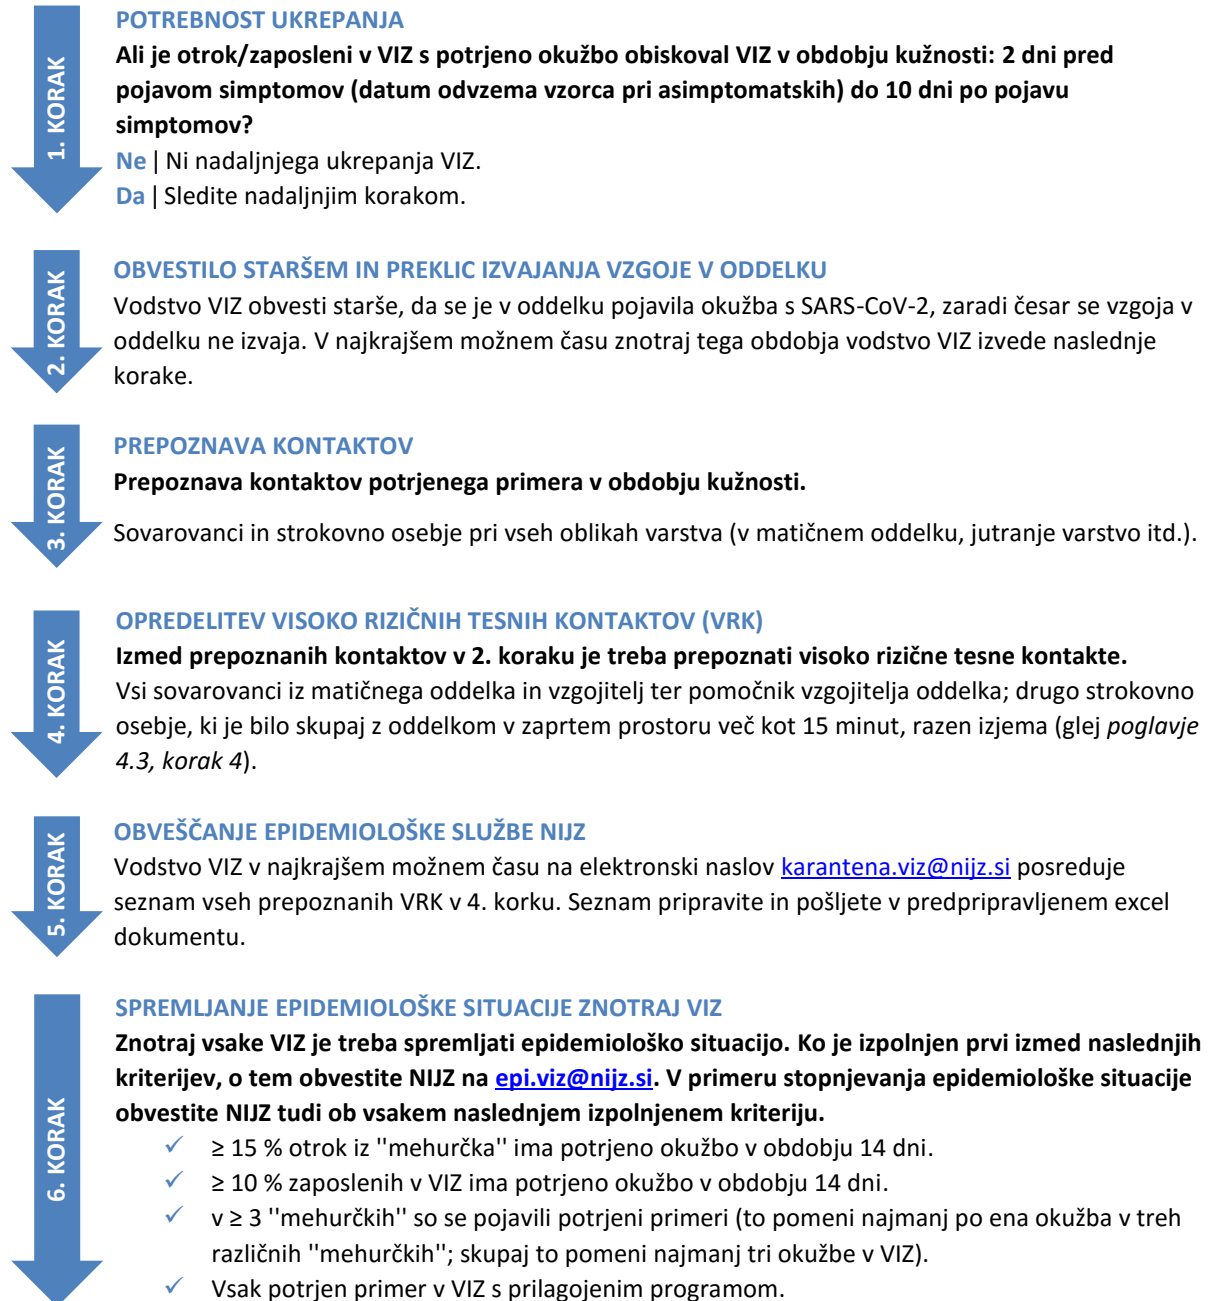 1. KORAK
POTREBNOST UKREPANJA
Ali je otrok/zaposleni v VIZ s potrjeno okužbo obiskoval VIZ v obdobju kužnosti: 2 dni pred
pojavom simptomov (datum odvzema vzorca pri asimptomatskih) do 10 dni po pojavu
simptomov?
Ne | Ni nadaljnjega ukrepanja VIZ.
Da | Sledite nadaljnjim korakom.
2. KORAK
OBVESTILO STARŠEM IN PREKLIC IZVAJANJA VZGOJE V ODDELKU
Vodstvo VIZ obvesti starše, da se je v oddelku pojavila okužba s SARS-CoV-2, zaradi česar se vzgoja v
oddelku ne izvaja. V najkrajšem možnem času znotraj tega obdobja vodstvo VIZ izvede naslednje
korake.
3. KORAK
PREPOZNAVA KONTAKTOV
Prepoznava kontaktov potrjenega primera v obdobju kužnosti.
Sovarovanci in strokovno osebje pri vseh oblikah varstva (v matičnem oddelku, jutranje varstvo itd.).
4. KORAK
OPREDELITEV VISOKO RIZIČNIH TESNIH KONTAKTOV (VRK)
Izmed prepoznanih kontaktov v 2. koraku je treba prepoznati visoko rizične tesne kontakte.
Vsi sovarovanci iz matičnega oddelka in vzgojitelj ter pomočnik vzgojitelja oddelka; drugo strokovno
osebje, ki je bilo skupaj z oddelkom v zaprtem prostoru več kot 15 minut, razen izjema (glej poglavje
4.3, korak 4).
5. KORAK
OBVEŠČANJE EPIDEMIOLOŠKE SLUŽBE NIJZ
Vodstvo VIZ v najkrajšem možnem času na elektronski naslov karantena.viz@nijz.si posreduje
seznam vseh prepoznanih VRK v 4. korku. Seznam pripravite in pošljete v predpripravljenem excel
dokumentu.
6. KORAK
SPREMLJANJE EPIDEMIOLOŠKE SITUACIJE ZNOTRAJ VIZ
Znotraj vsake VIZ je treba spremljati epidemiološko situacijo. Ko je izpolnjen prvi izmed naslednjih
kriterijev, o tem obvestite NIJZ na epi.viz@nijz.si. V primeru stopnjevanja epidemiološke situacije
obvestite NIJZ tudi ob vsakem naslednjem izpolnjenem kriteriju.
✓ ≥ 15 % otrok iz ''mehurčka'' ima potrjeno okužbo v obdobju 14 dni.
✓ ≥ 10 % zaposlenih v VIZ ima potrjeno okužbo v obdobju 14 dni.
✓ v ≥ 3 ''mehurčkih'' so se pojavili potrjeni primeri (to pomeni najmanj po ena okužba v treh
različnih ''mehurčkih''; skupaj to pomeni najmanj tri okužbe v VIZ).
✓ Vsak potrjen primer v VIZ s prilagojenim programom.